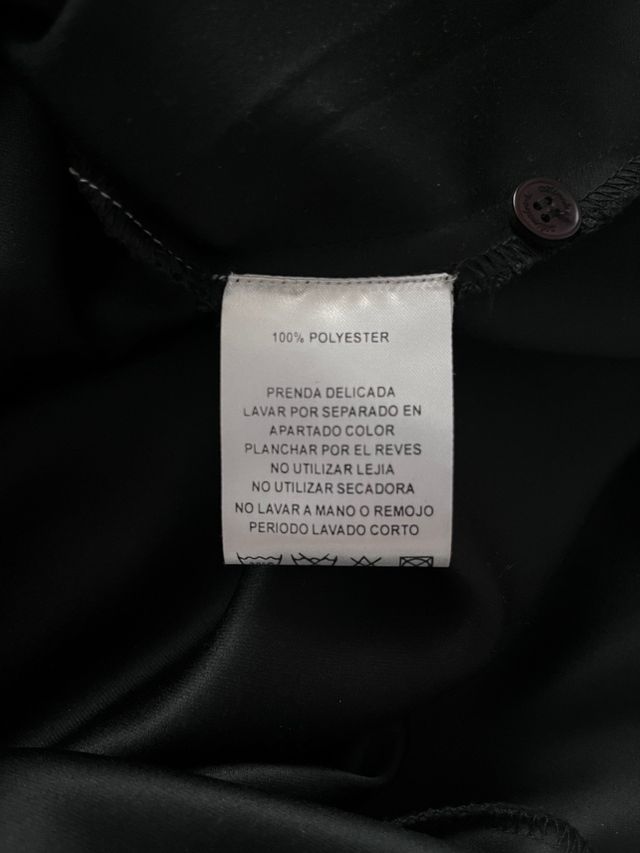 100% POLYESTER
PRENDA DELICADA
LAVAR POR SEPARADO EN
APARTADO COLOR
PLANCHAR POR EL REVES
NO UTILIZAR LEJIA
NO UTILIZAR SECADORA
NO LAVAR A MANO O REMOJO
PERIODO LAVADO CORTO